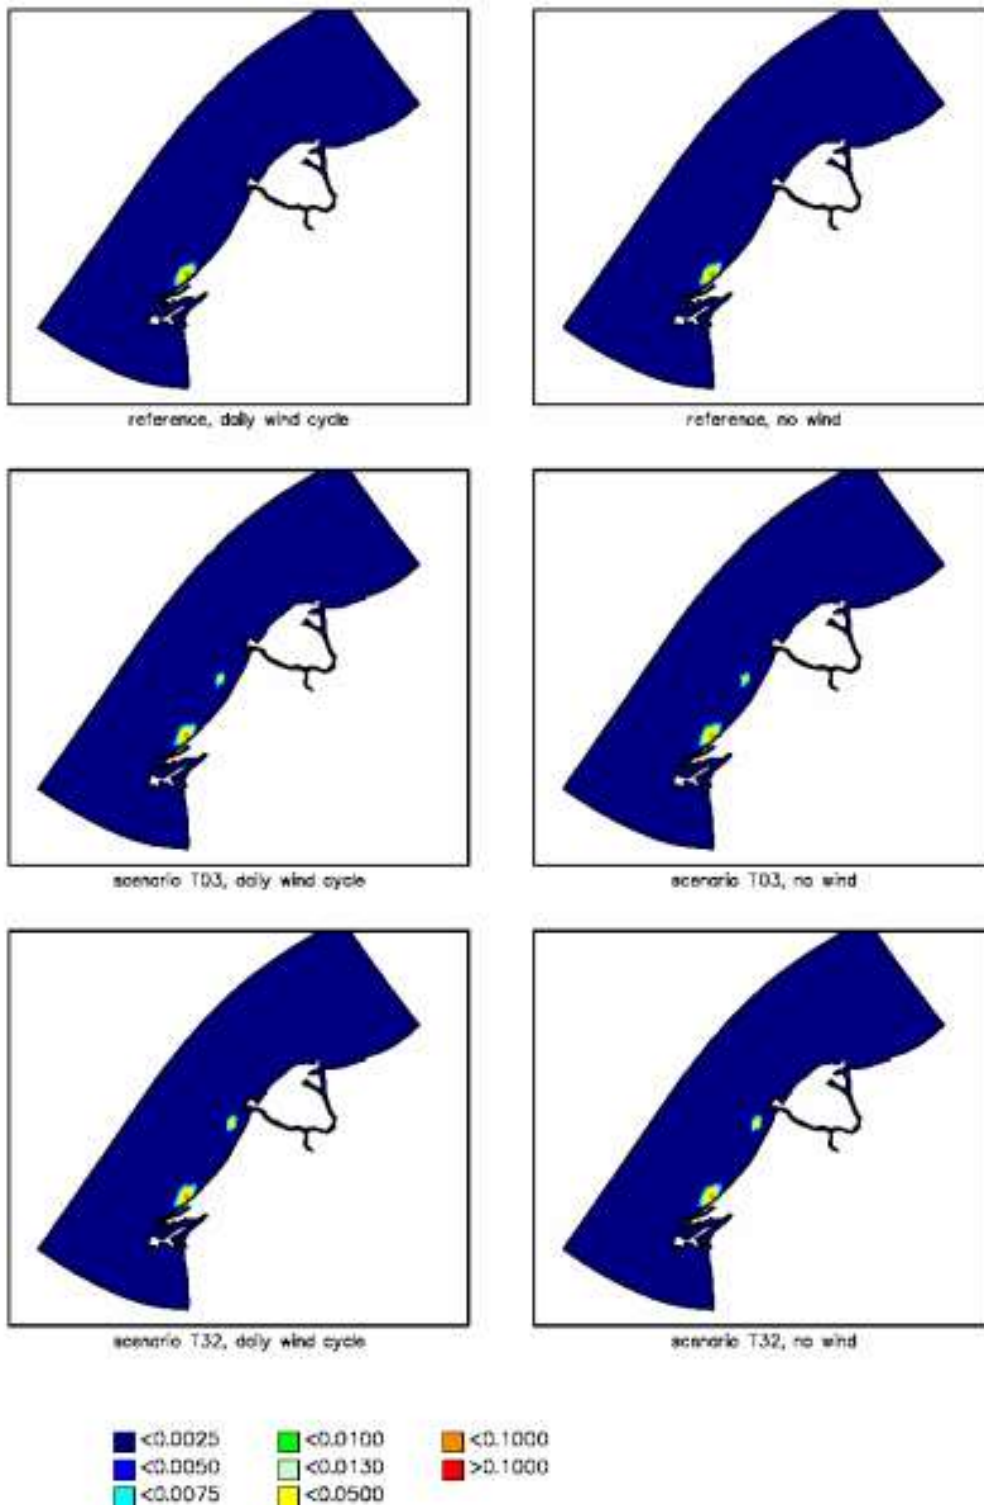 reference, daily wind cycle
reference, no wind
scenario T03, daily wind cycle
scenario T03, no wind
scenario T32, daily wind cycle
scenario T32, no wind
<0.0025 <0.0100 <0.1000
<0.0050 <0.0130 >0.1000
<0.0075 <0.0500